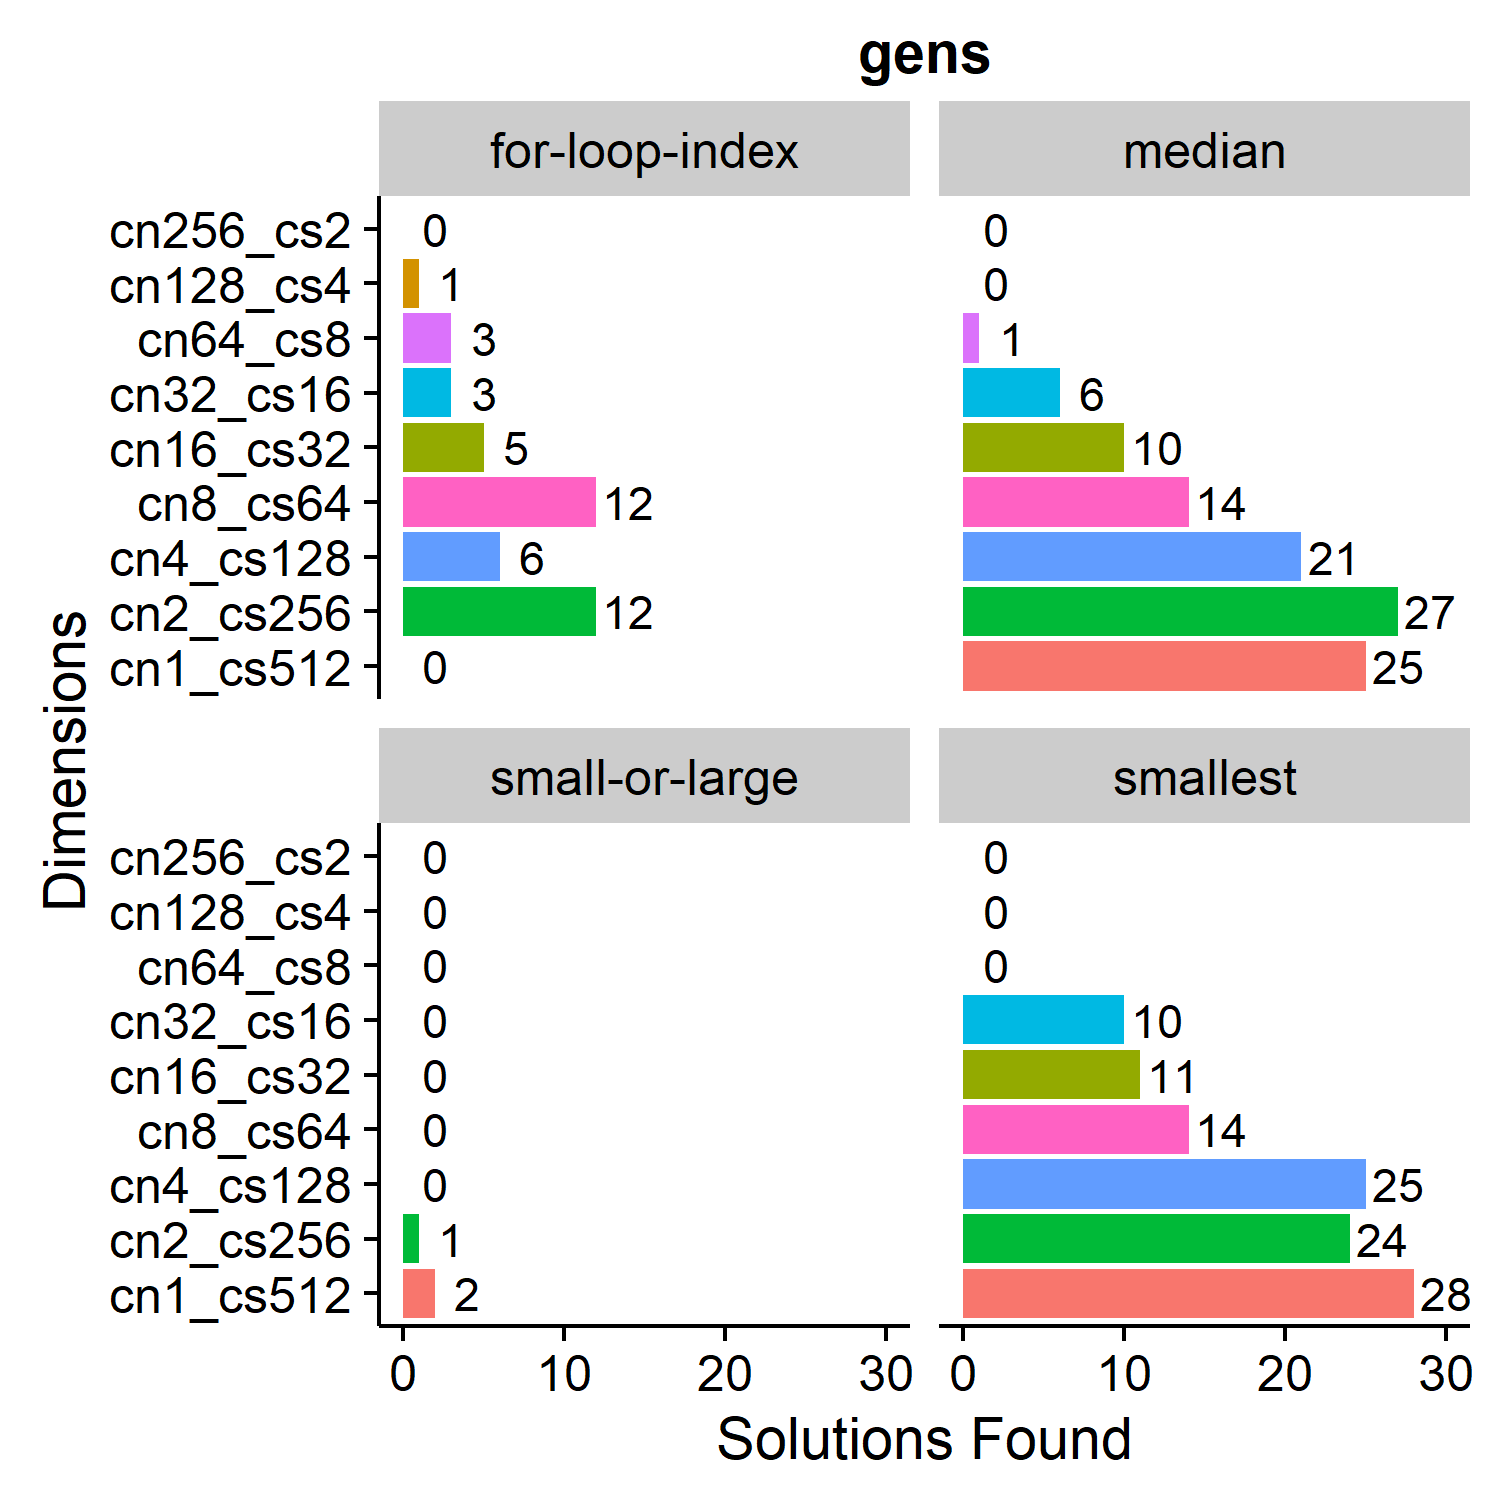 gens
for-loop-index median
cn256_cs2 0 0
cn128_cs4 1 0
cn64_cs8 3 1
cn32_cs16 3 6
cn16_cs32 5 10
cn8_cs64 12 14
cn4_cs128 6 21
cn2_cs256 12 27
cn1_cs512 0 25
Dimensions
small-or-large smallest
cn256_cs2 0 0
cn128_cs4 0 0
cn64_cs8 0 0
cn32_cs16 0 10
cn16_cs32 0 11
cn8_cs64 0 14
cn4_cs128 0 25
cn2_cs256 1 24
cn1_cs512 2 28
0 10 20 30 0 10 20 30
Solutions Found